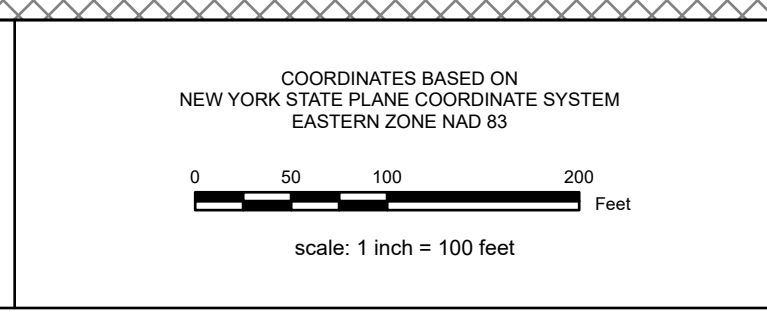 COORDINATES BASED ON
NEW YORK STATE PLANE COORDINATE SYSTEM
EASTERN ZONE NAD 83
0 50 100 200
Feet
scale: 1 inch = 100 feet